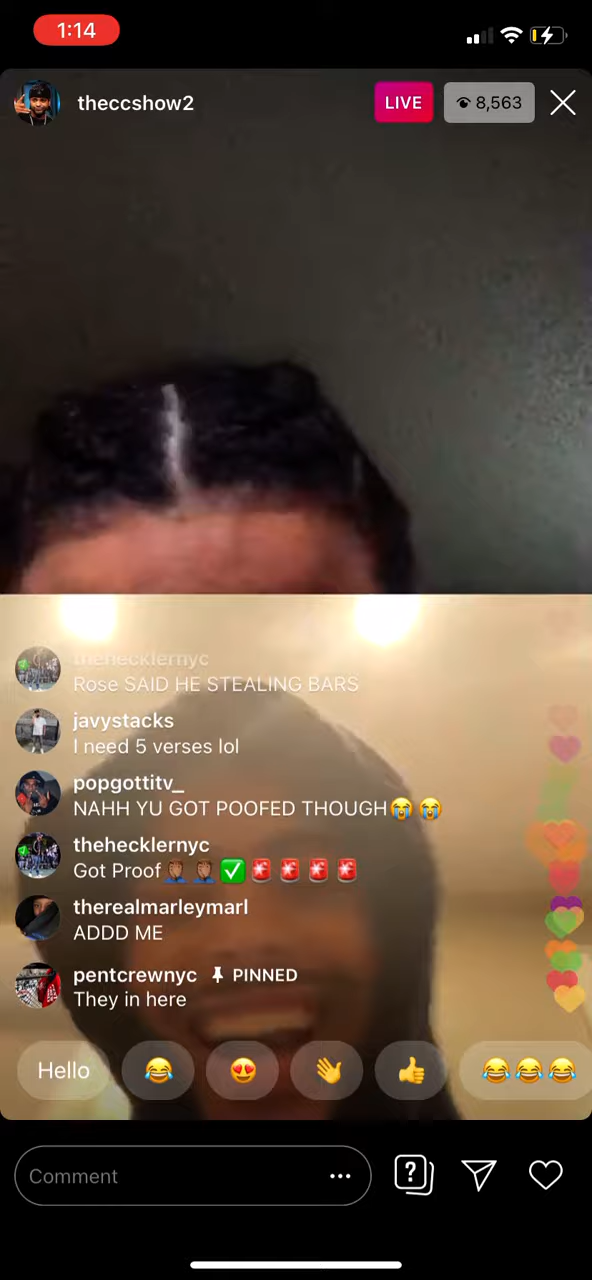 1:14
theccshow2
LIVE
8,563
thehecklernyc
Rose SAID HE STEALING BARS
javystacks
I need 5 verses lol
popgottitv_
NAHH YU GOT POOFED THOUGH😭😭
thehecklernyc
Got Proof🤦🏾‍♂️🤦🏾‍♂️✅🚨🚨🚨🚨
therealmarleymarl
ADDD ME
pentcrewnyc PINNED
They in here
Hello 😂 😍 👋 👍 😂😂😂
Comment ...